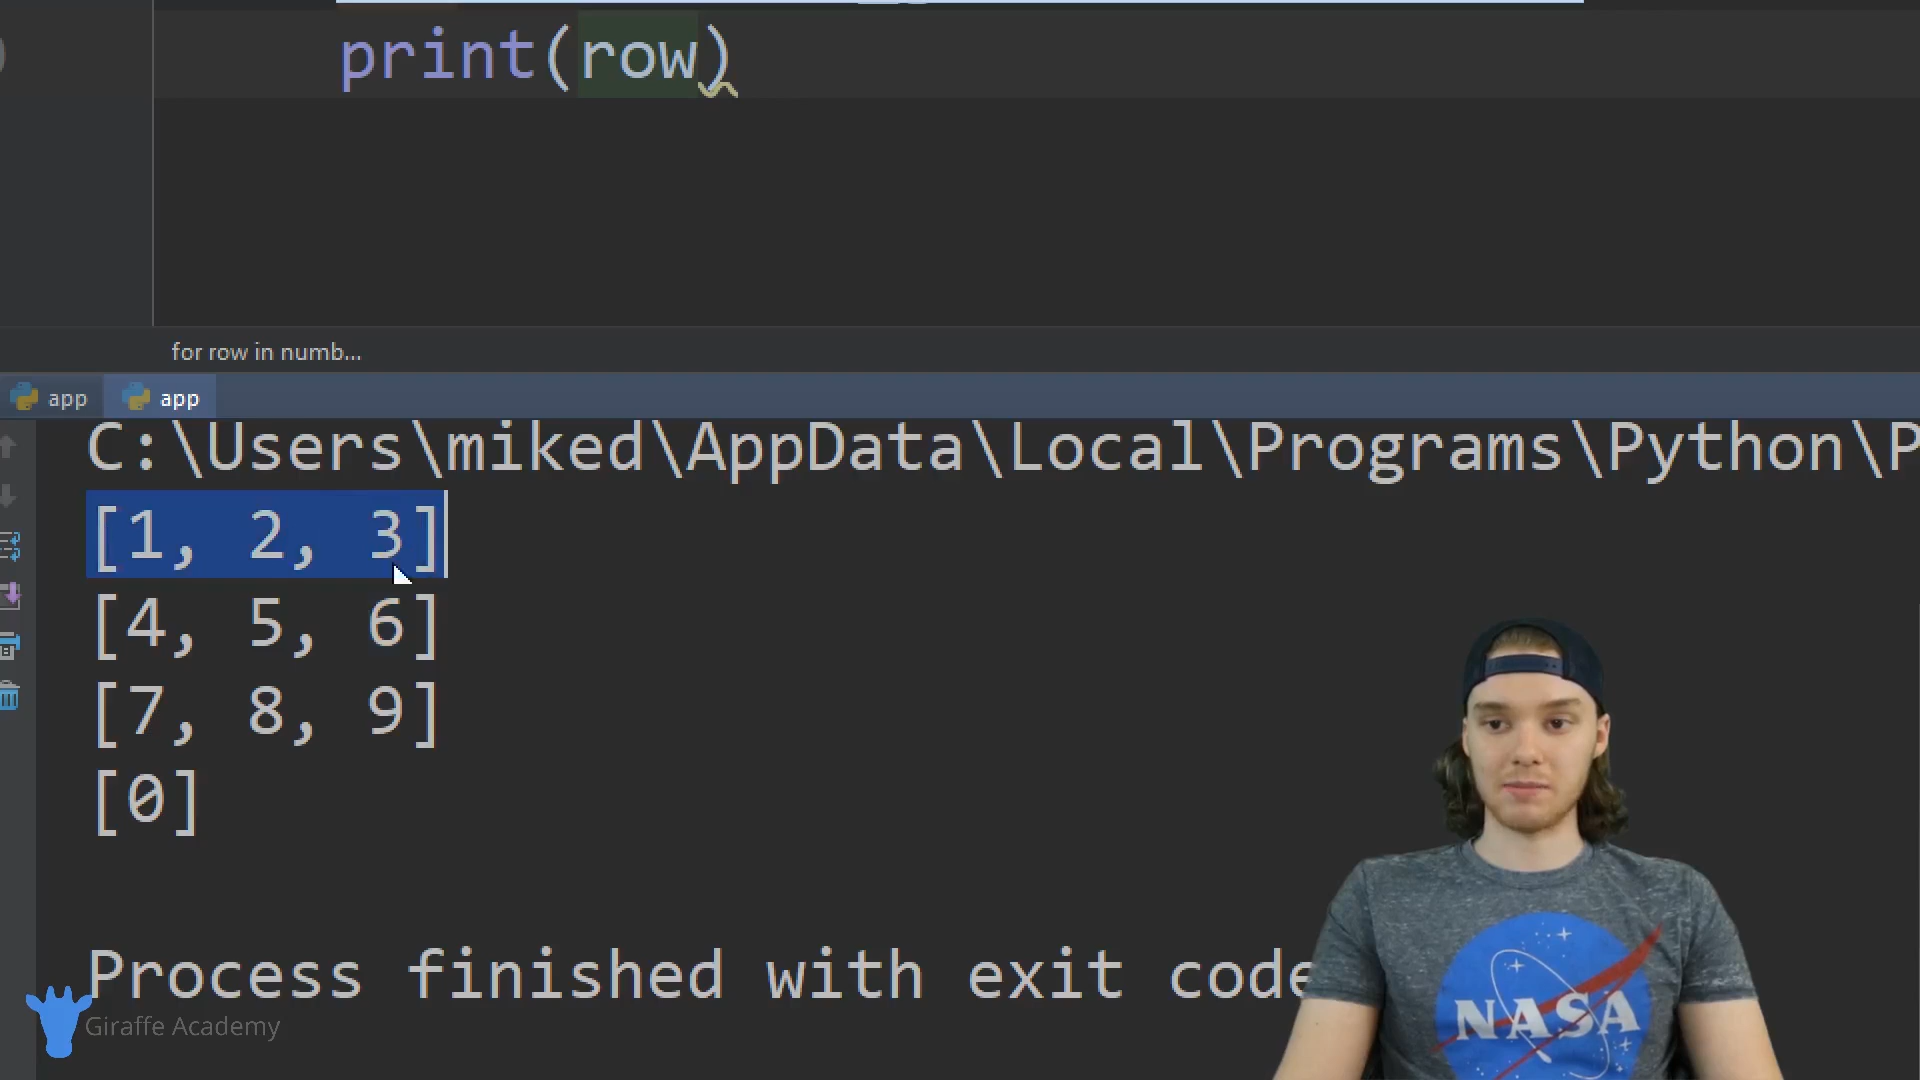 print(row)
for row in numb...
app app
C:\Users\miked\AppData\Local\Programs\Python\P
[1, 2, 3]
[4, 5, 6]
[7, 8, 9]
[0]
Process finished with exit code
Giraffe Academy
NASA